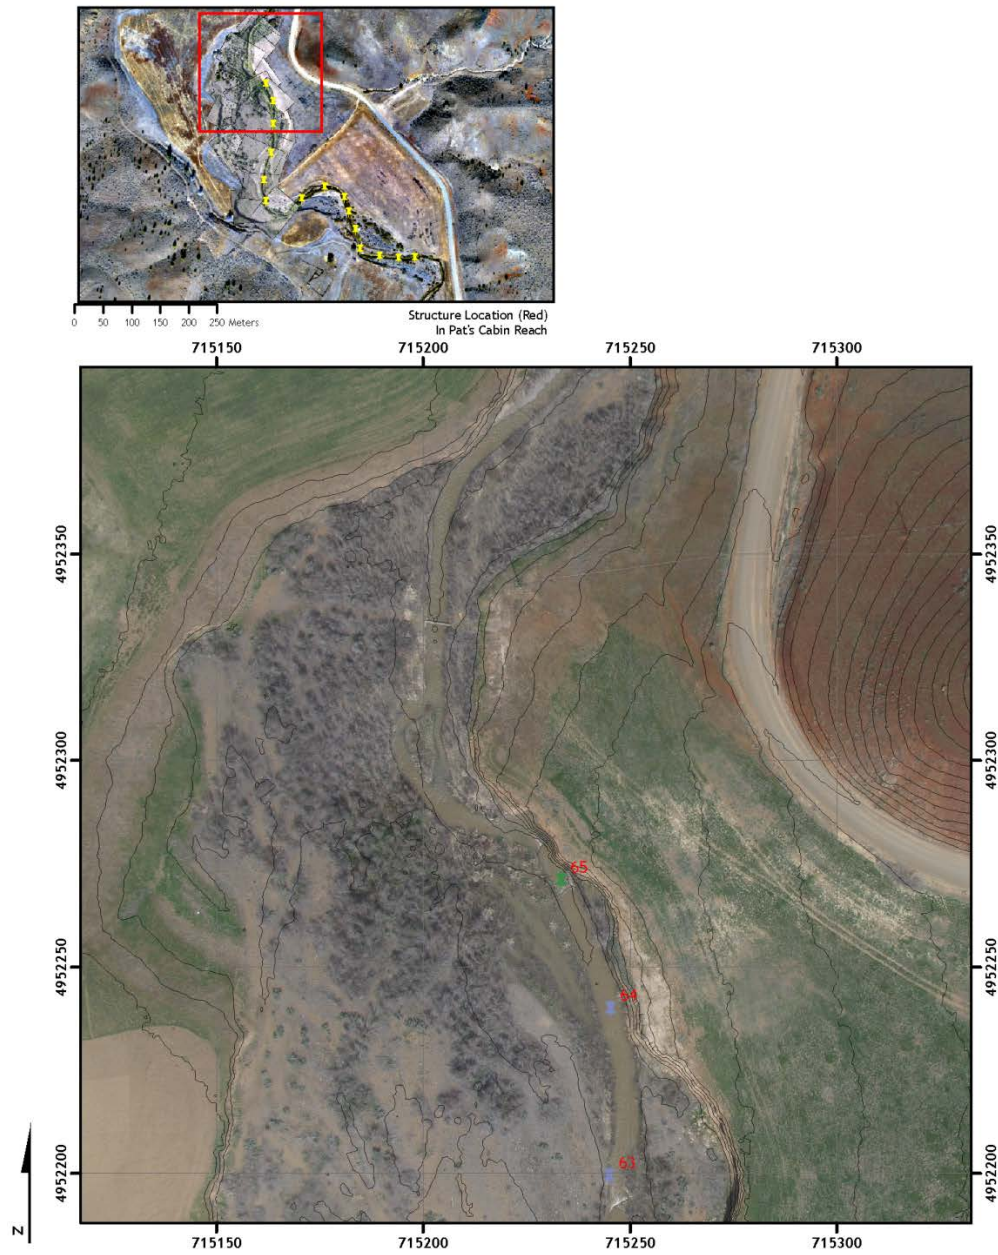 0 50 100 150 200 250 Meters
Structure Location (Red)
In Pat's Cabin Reach
715150 715200 715250 715300
4952350 4952350
4952300 4952300
65
4952250 4952250
64
63
4952200 4952200
N
715150 715200 715250 715300